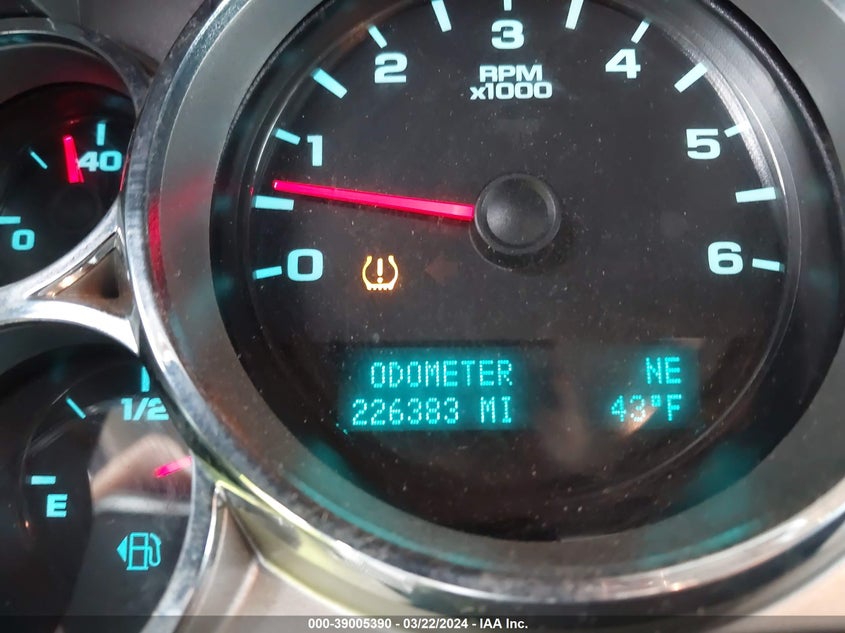 3
2
4
RPM
x1000
1
5
40
0
0
6
ODOMETER
NE
226383 MI
43°F
1/2
E
000-39005390 - 03/22/2024 - IAA Inc.